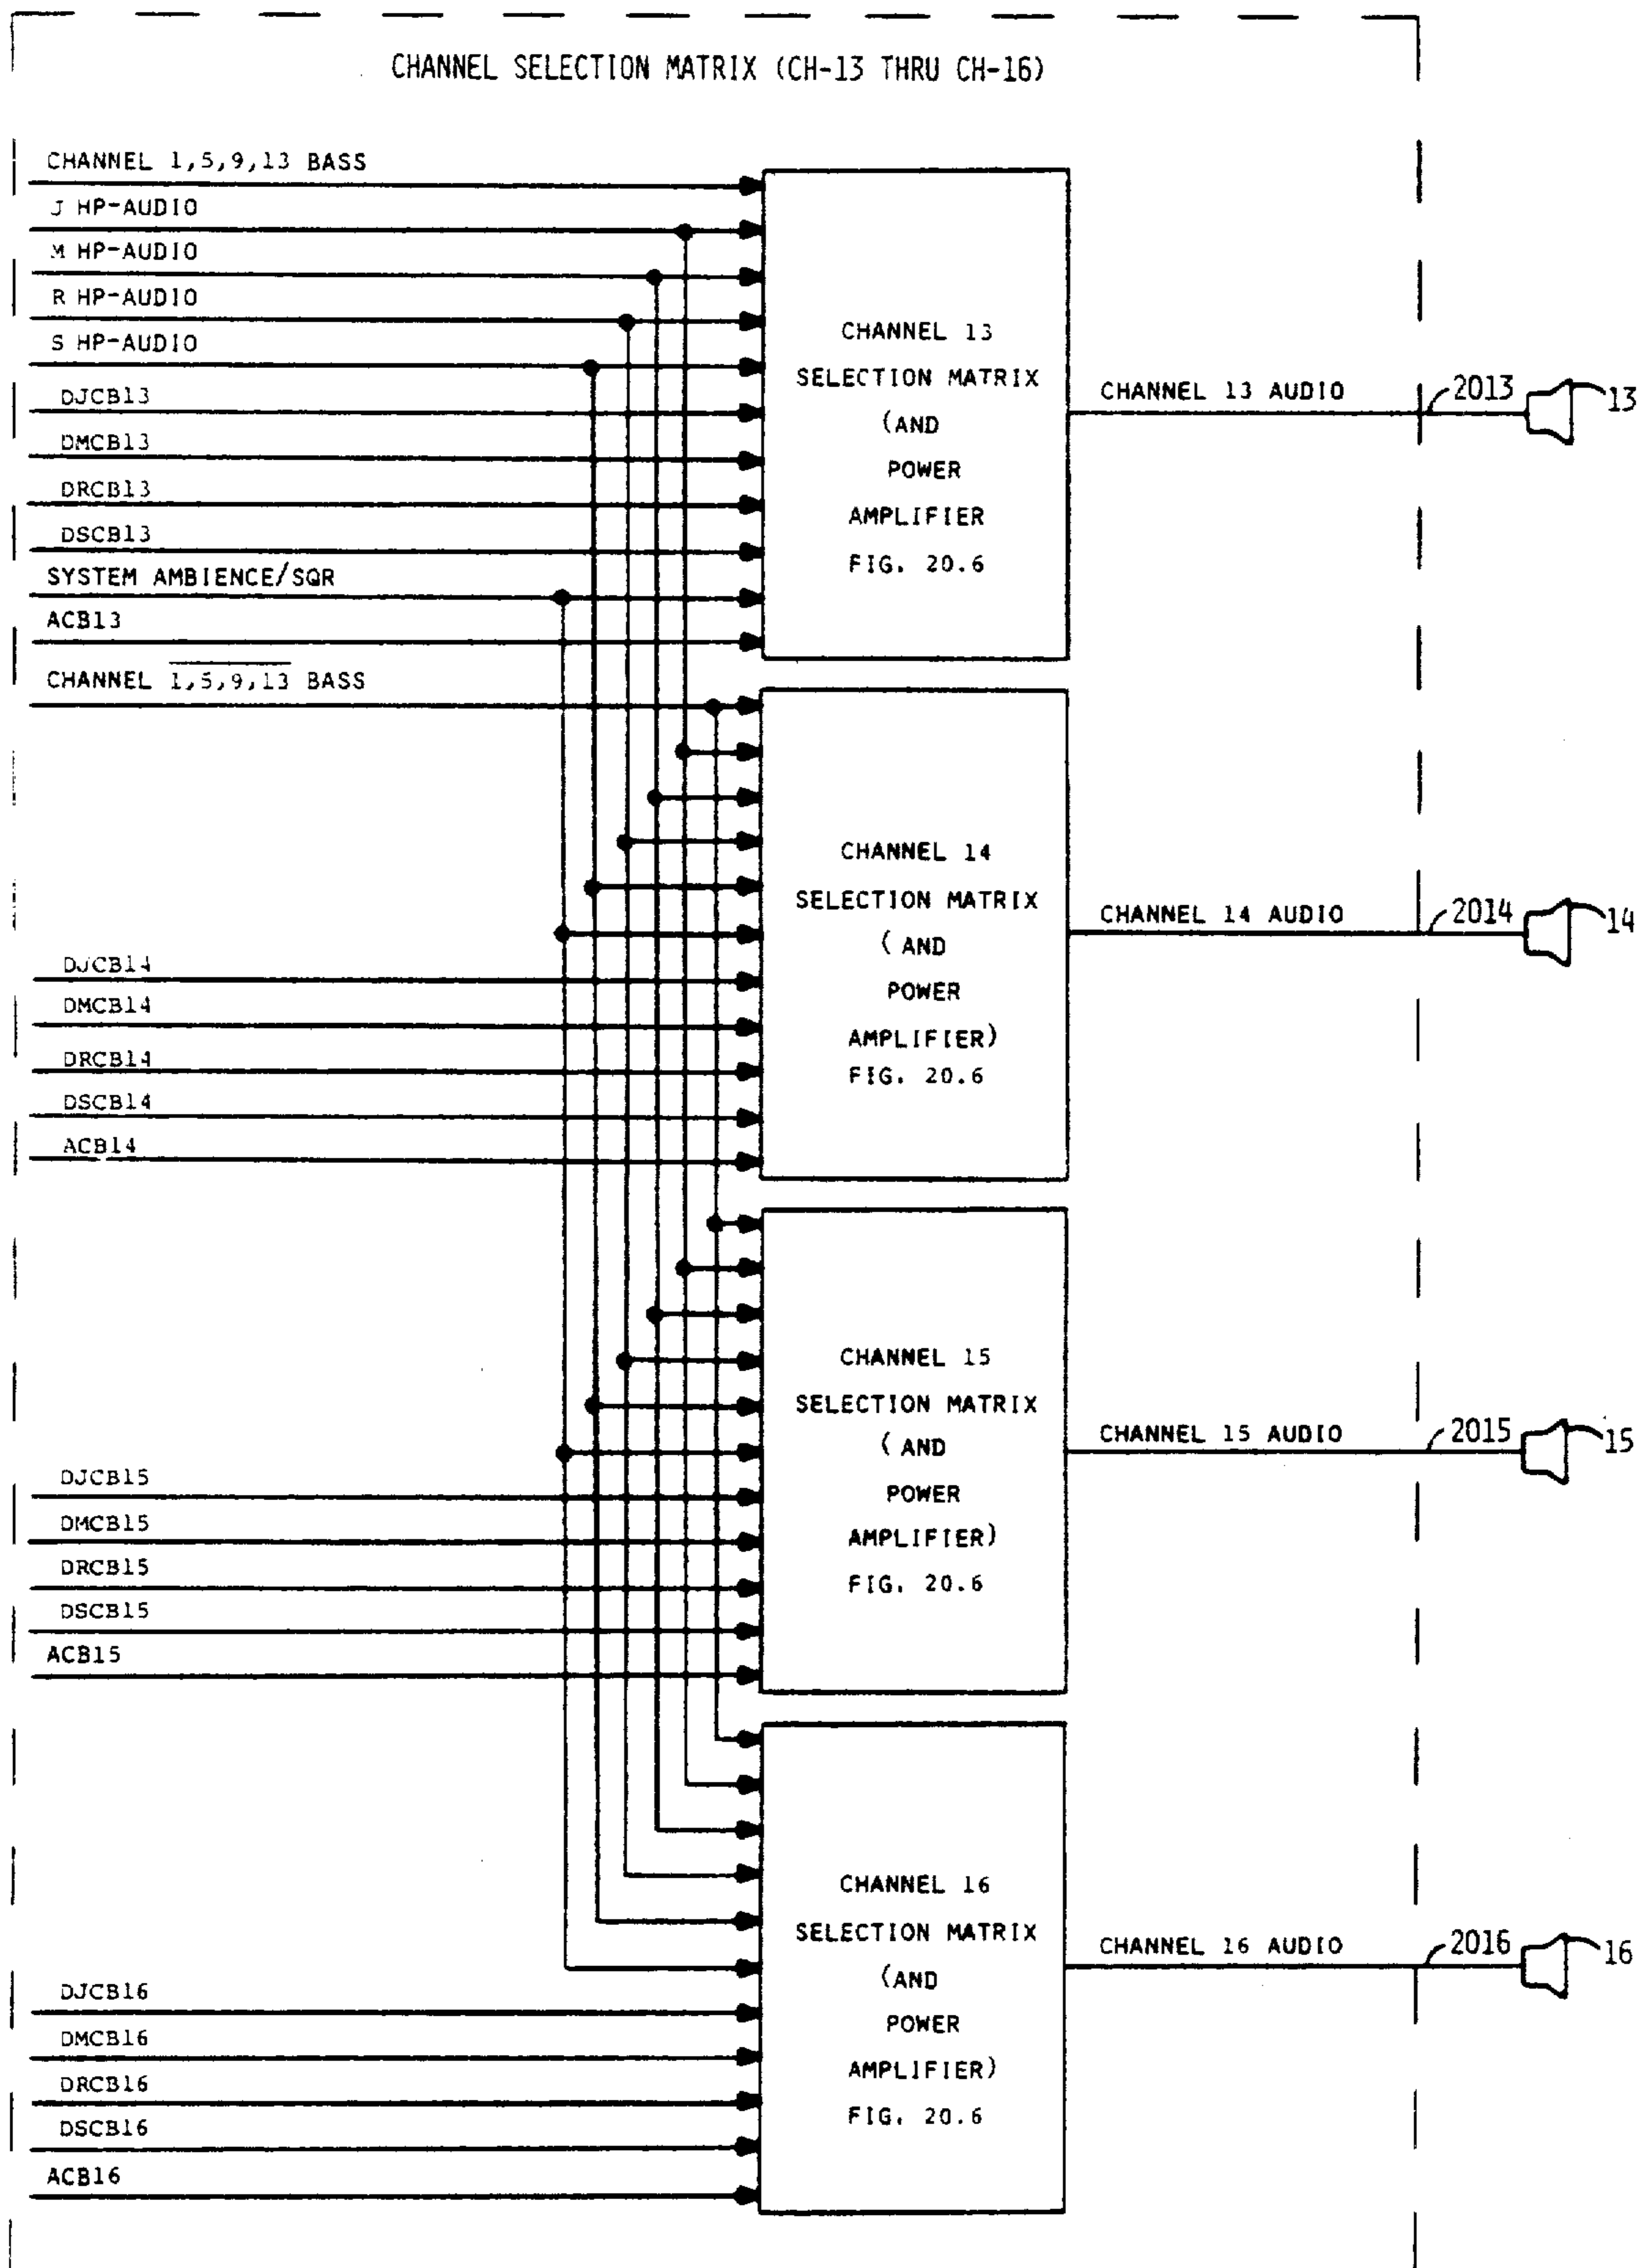 CHANNEL SELECTION MATRIX (CH-13 THRU CH-16)
CHANNEL 1,5,9,13 BASS
J HP-AUDIO
M HP-AUDIO
R HP-AUDIO
S HP-AUDIO
DJCB13
DMCB13
DRCB13
DSCB13
SYSTEM AMBIENCE/SQR
ACB13
CHANNEL 13
SELECTION MATRIX
(AND
POWER
AMPLIFIER
FIG. 20.6
CHANNEL 13 AUDIO
2013
13
CHANNEL 1,5,9,13 BASS
DJCB14
DMCB14
DRCB14
DSCB14
ACB14
CHANNEL 14
SELECTION MATRIX
( AND
POWER
AMPLIFIER)
FIG. 20.6
CHANNEL 14 AUDIO
2014
14
DJCB15
DMCB15
DRCB15
DSCB15
ACB15
CHANNEL 15
SELECTION MATRIX
( AND
POWER
AMPLIFIER)
FIG. 20.6
CHANNEL 15 AUDIO
2015
15
DJCB16
DMCB16
DRCB16
DSCB16
ACB16
CHANNEL 16
SELECTION MATRIX
(AND
POWER
AMPLIFIER)
FIG. 20.6
CHANNEL 16 AUDIO
2016
16